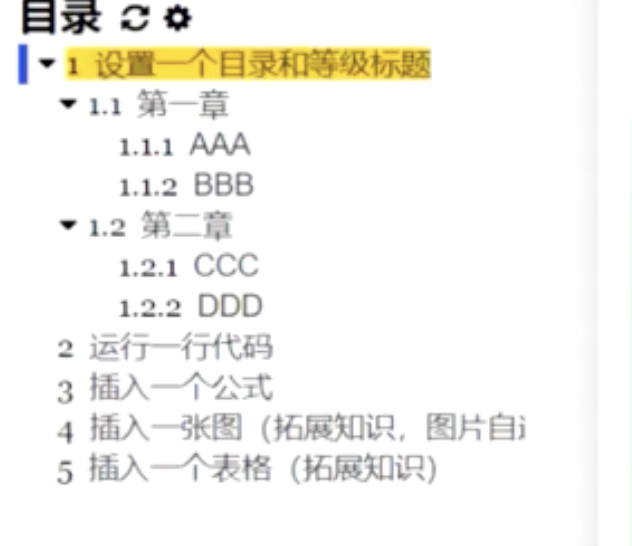 目录
1 设置一个目录和等级标题
1.1 第一章
1.1.1 AAA
1.1.2 BBB
1.2 第二章
1.2.1 CCC
1.2.2 DDD
2 运行一行代码
3 插入一个公式
4 插入一张图（拓展知识，图片自
5 插入一个表格（拓展知识）